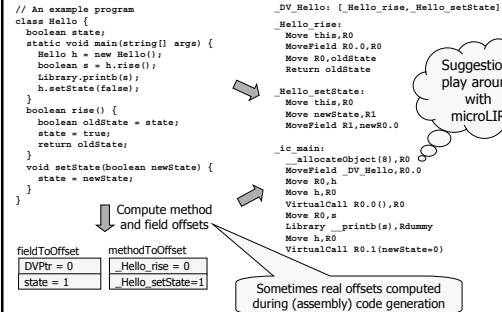 // An example program
class Hello {
boolean state;
static void main(string[] args) {
Hello h = new Hello();
boolean s = h.rise();
Library.printb(s);
h.setState(false);
}
boolean rise() {
boolean oldState = state;
state = true;
return oldState;
}
void setState(boolean newState) {
state = newState;
}
}
Compute method
and field offsets
fieldToOffset
DVPtr = 0
state = 1
methodToOffset
_Hello_rise = 0
_Hello_setState=1
_DV_Hello: [_Hello_rise,_Hello_setState]
_Hello_rise:
Move this,R0
MoveField R0.0,R0
Move R0,oldState
Return oldState
_Hello_setState:
Move this,R0
Move newState,R1
MoveField R1,newR0.0
_ic_main:
__allocateObject(8),R0
MoveField _DV_Hello,R0.0
Move R0,h
Move h,R0
VirtualCall R0.0(),R0
Move R0,s
Library __printb(s),Rdummy
Move h,R0
VirtualCall R0.1(newState=0)
Suggestio
play arou
with
microLIR
Sometimes real offsets computed
during (assembly) code generation